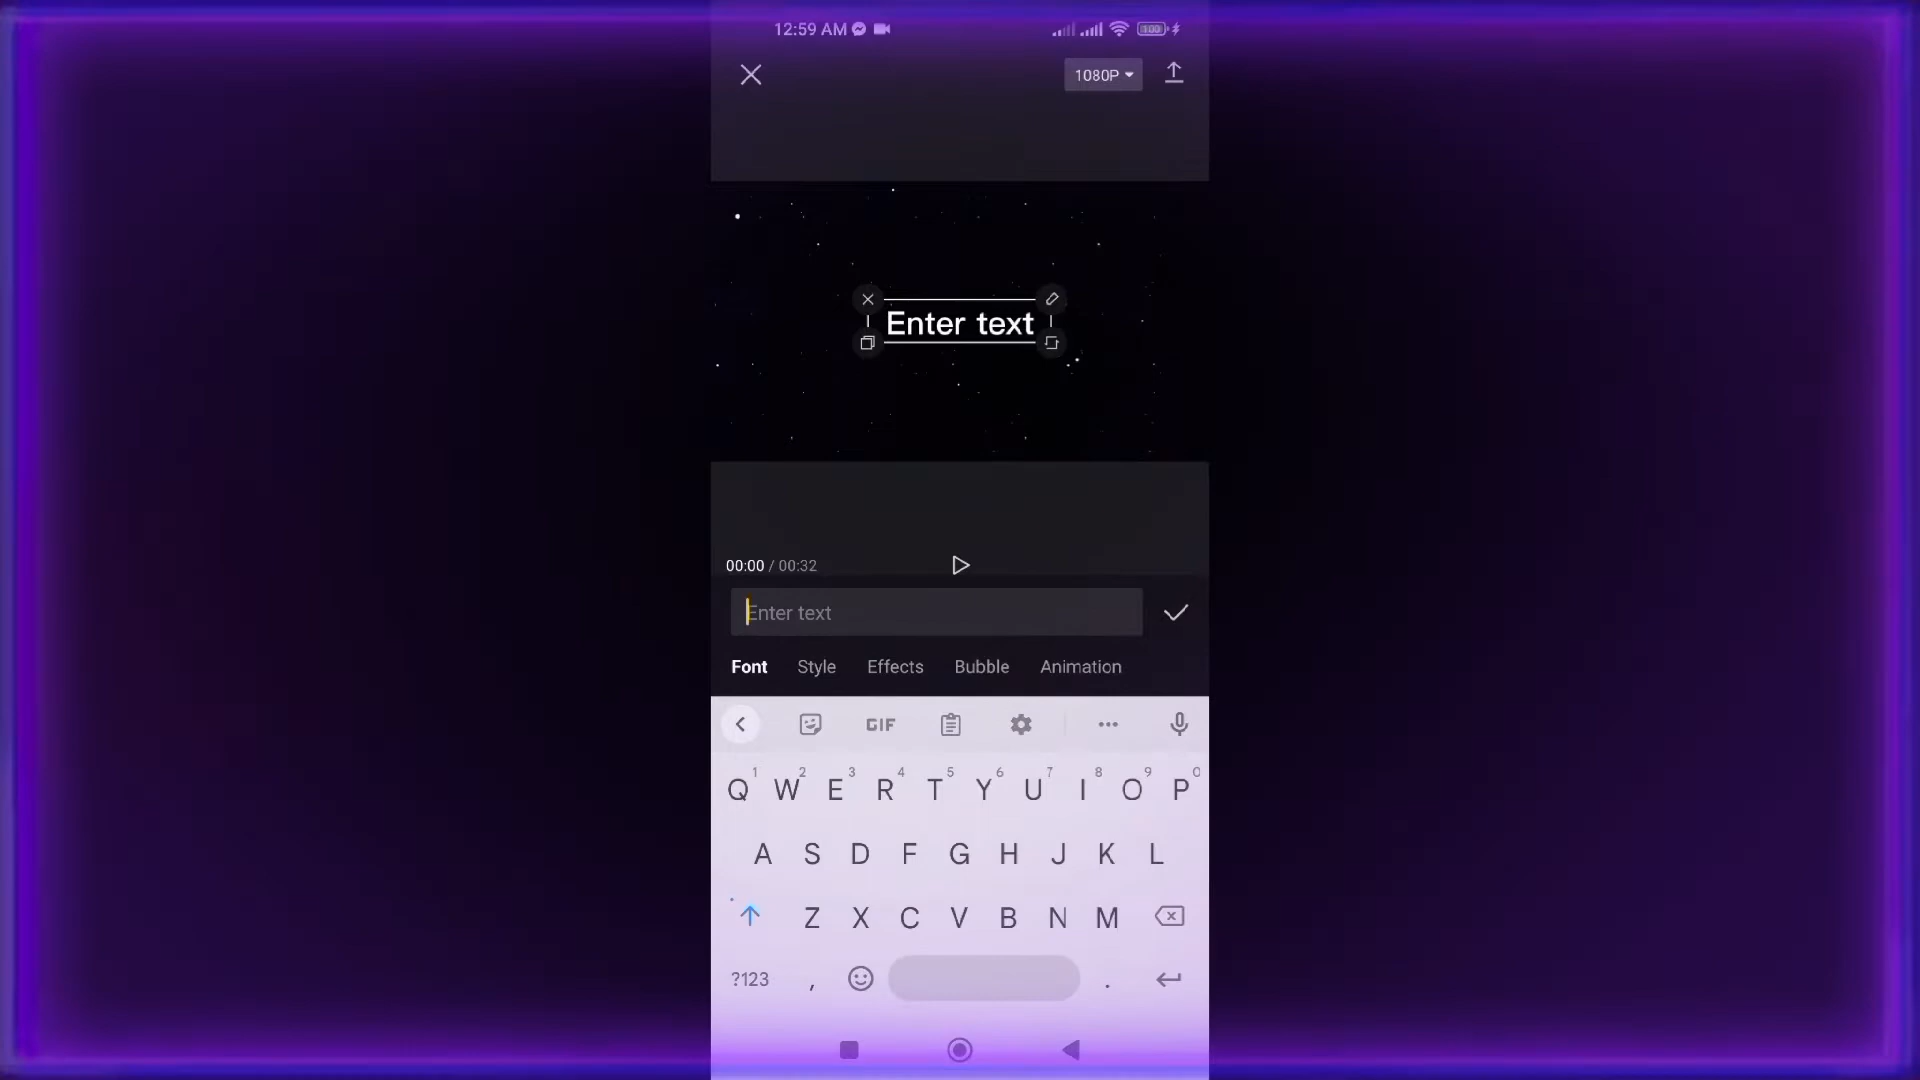 12:59 AM
100
1080P
Enter text
00:00 / 00:32
Enter text
Font Style Effects Bubble Animation
GIF
1 2 3 4 5 6 7 8 9 0
Q W E R T Y U I O P
A S D F G H J K L
Z X C V B N M
?123 , .